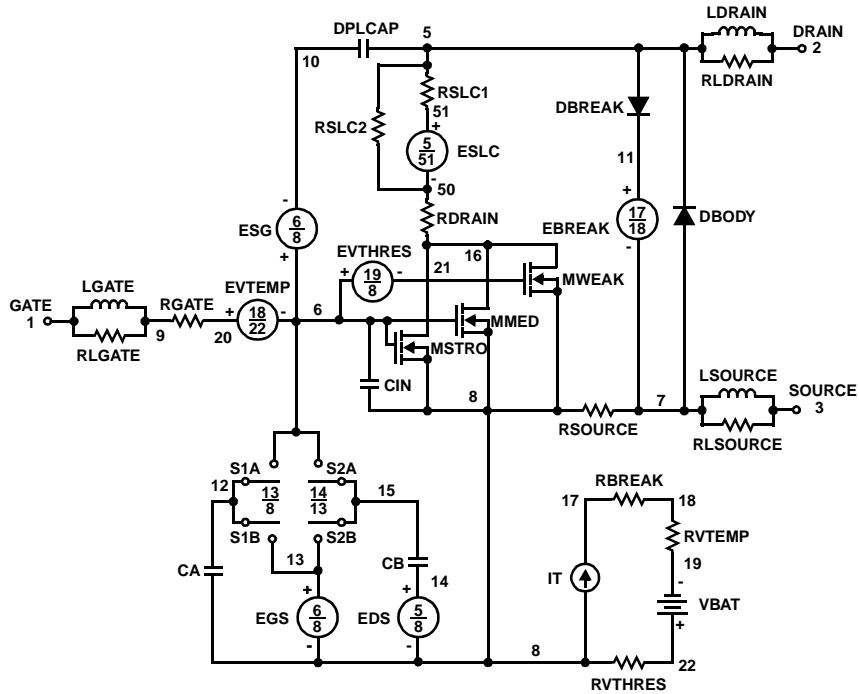 LDRAIN
DPLCAP
5
DRAIN
2
10
RLDRAIN
RSLC1
51
DBREAK
RSLC2
+
5
51
ESLC
-
50
11
-
+
6
8
ESG
+
RDRAIN
17
18
EBREAK
-
DBODY
EVTHRES
16
+
19
8
-
21
MWEAK
LGATE
EVTEMP
GATE
1
RGATE
+
18
22
-
6
9
20
RLGATE
MMED
MSTRO
CIN
8
7
LSOURCE
SOURCE
3
RSOURCE
RLSOURCE
S1A
S2A
12
13
8
14
13
15
RBREAK
17
18
S1B
S2B
13
RVTEMP
CA
CB
14
IT
19
-
VBAT
+
+
EGS
6
8
-
+
EDS
5
8
-
8
22
RVTHRES